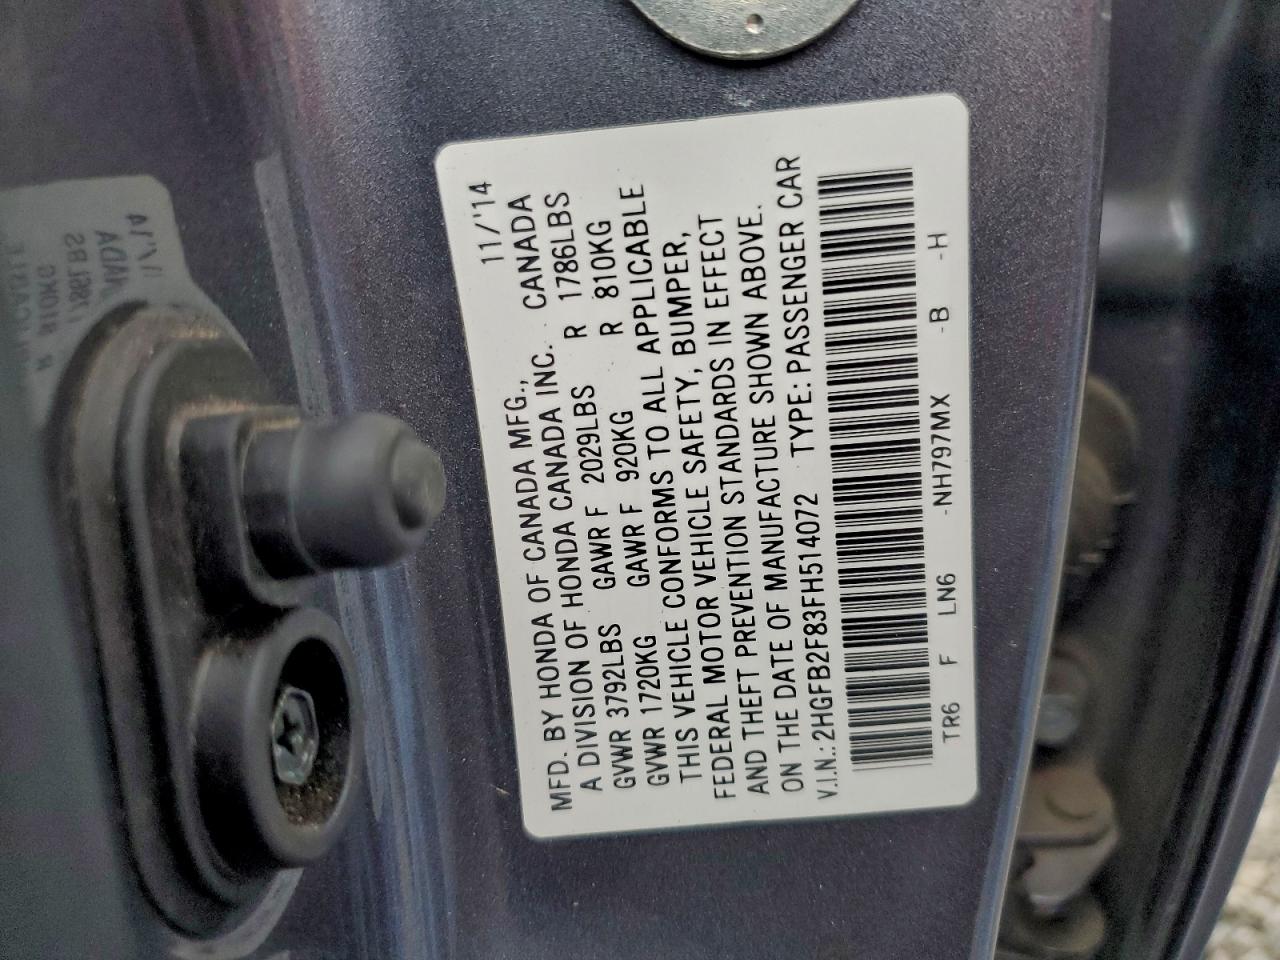 MFD. BY HONDA OF CANADA MFG., 11/'14
A DIVISION OF HONDA CANADA INC. CANADA
GVWR 3792LBS GAWR F 2029LBS R 1786LBS
GVWR 1720KG GAWR F 920KG R 810KG
THIS VEHICLE CONFORMS TO ALL APPLICABLE
FEDERAL MOTOR VEHICLE SAFETY, BUMPER,
AND THEFT PREVENTION STANDARDS IN EFFECT
ON THE DATE OF MANUFACTURE SHOWN ABOVE.
V.I.N.: 2HGFB2F83FH514072 TYPE: PASSENGER CAR
TR6 F LN6 -NH797MX -B -H